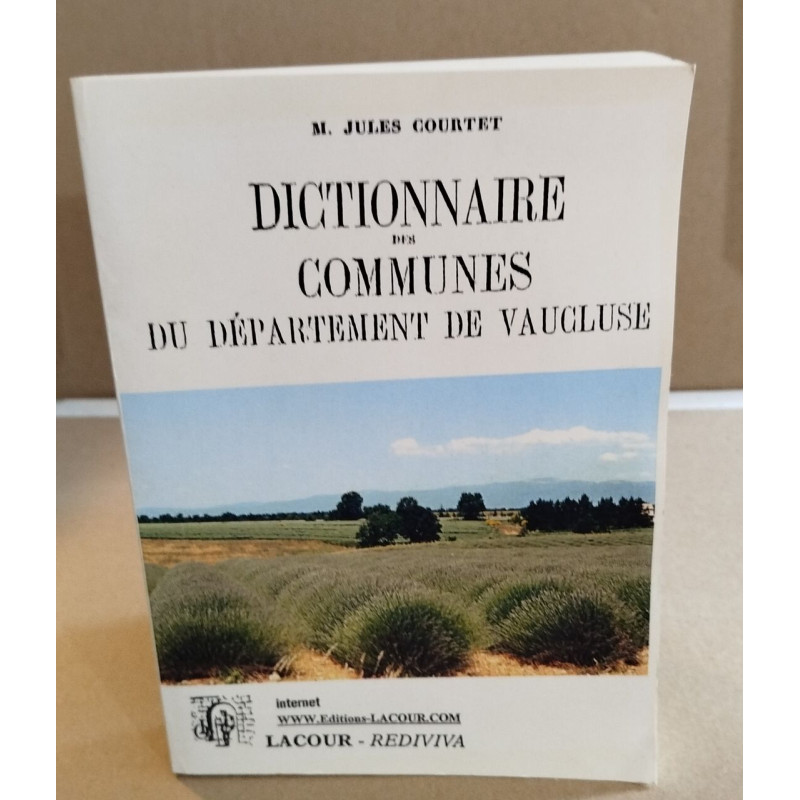 M. JULES COURTET
DICTIONNAIRE
DES
COMMUNES
DU DÉPARTEMENT DE VAUCLUSE
internet
WWW.Editions-LACOUR.COM
LACOUR - REDIVIVA